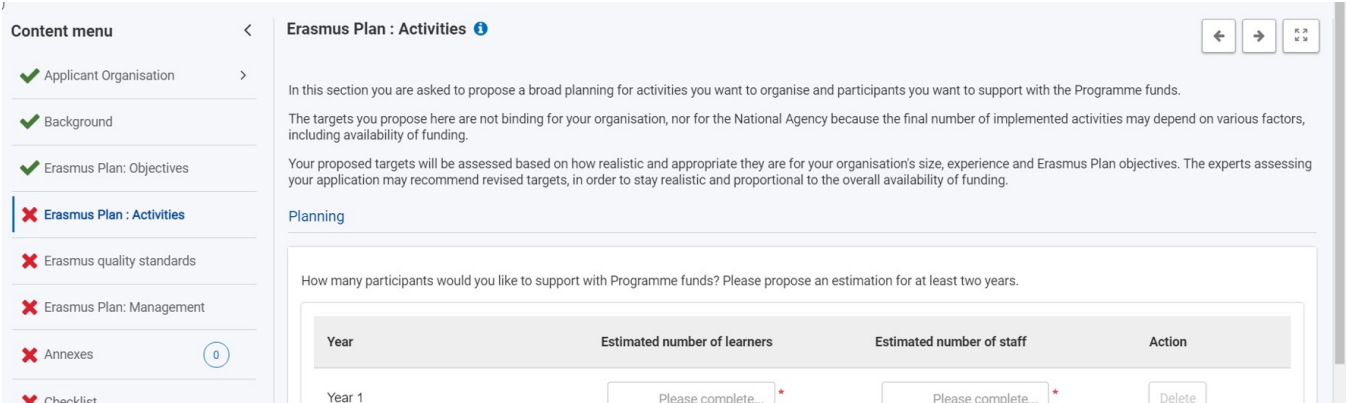 Content menu
Applicant Organisation
Background
Erasmus Plan: Objectives
Erasmus Plan : Activities
Erasmus quality standards
Erasmus Plan: Management
Annexes 0
Checklist
Erasmus Plan : Activities
In this section you are asked to propose a broad planning for activities you want to organise and participants you want to support with the Programme funds.
The targets you propose here are not binding for your organisation, nor for the National Agency because the final number of implemented activities may depend on various factors,
including availability of funding.
Your proposed targets will be assessed based on how realistic and appropriate they are for your organisation's size, experience and Erasmus Plan objectives. The experts assessing
your application may recommend revised targets, in order to stay realistic and proportional to the overall availability of funding.
Planning
How many participants would you like to support with Programme funds? Please propose an estimation for at least two years.
Year Estimated number of learners Estimated number of staff Action
Year 1 Please complete... * Please complete... * Delete